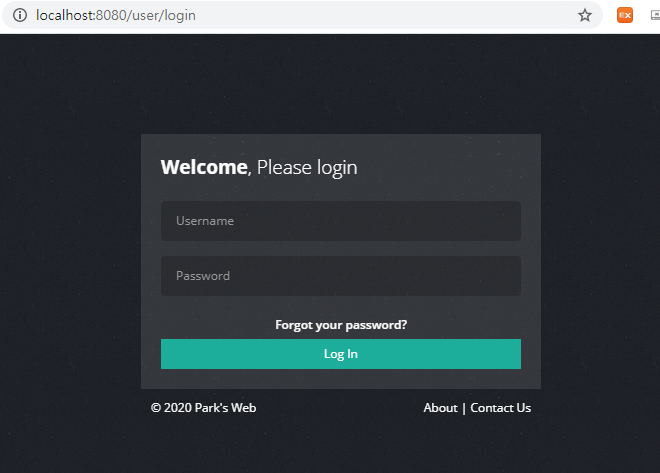 localhost:8080/user/login
Welcome, Please login
Username
Password
Forgot your password?
Log In
© 2020 Park's Web
About | Contact Us